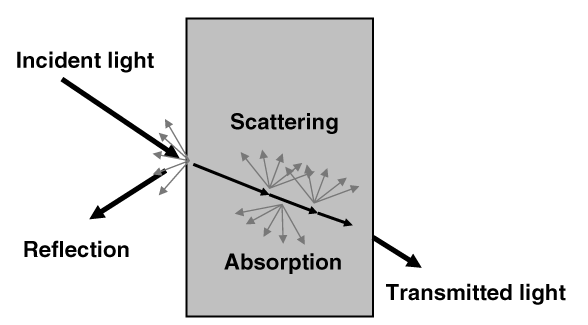 Incident light
Scattering
Reflection
Absorption
Transmitted light